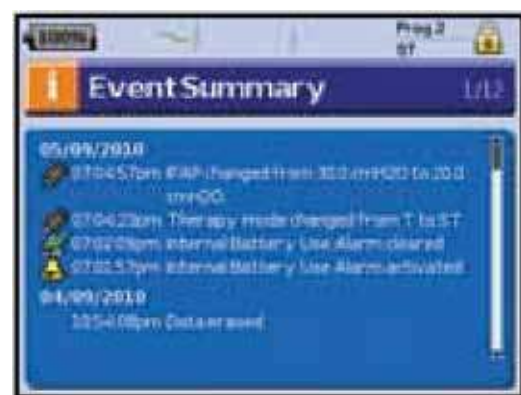 100%
Prog 2
ST
i Event Summary 1/12
05/09/2010
07:04:57pm IPAP changed from 30.0 cmH2O to 20.0
cmH2O
07:04:23pm Therapy mode changed from T to ST
07:02:09pm Internal Battery Use Alarm cleared
07:01:57pm Internal Battery Use Alarm activated
04/09/2010
10:54:08pm Data erased